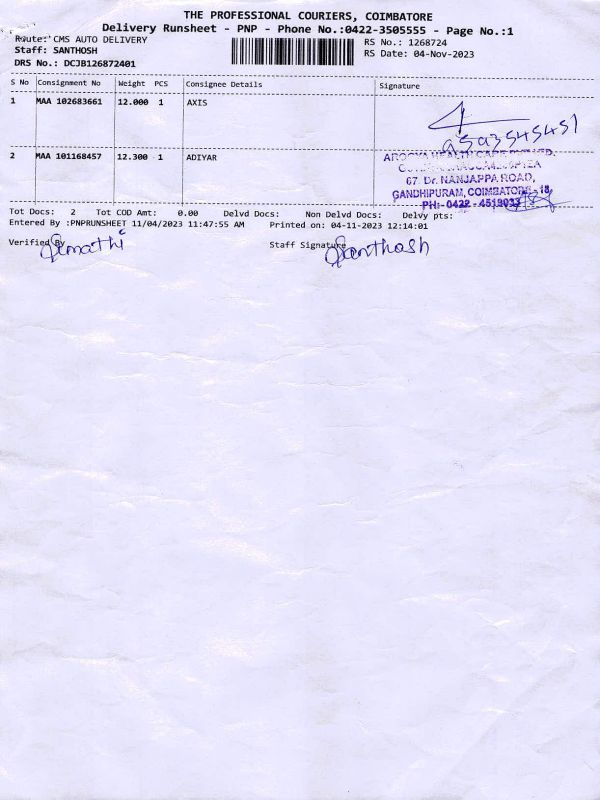 THE PROFESSIONAL COURIERS, COIMBATORE
Delivery Runsheet - PNP - Phone No.:0422-3505555 - Page No.:1
Route: CMS AUTO DELIVERY
RS No.: 1268724
Staff: SANTHOSH
RS Date: 04-Nov-2023
DRS No.: DCJB126872401
S No Consignment No Weight PCS Consignee Details Signature
1 MAA 102683661 12.000 1 AXIS
2 MAA 101168457 12.300 1 ADIYAR
67, Dr. NANJAPPA ROAD,
GANDHIPURAM, COIMBATORE - 18
PH:- 0422 -
Tot Docs: 2 Tot COD Amt: 0.00 Delvd Docs: Non Delvd Docs: Delvy pts:
Entered By :PNPRUNSHEET 11/04/2023 11:47:55 AM Printed on: 04-11-2023 12:14:01
Verified By Staff Signature
Santhosh